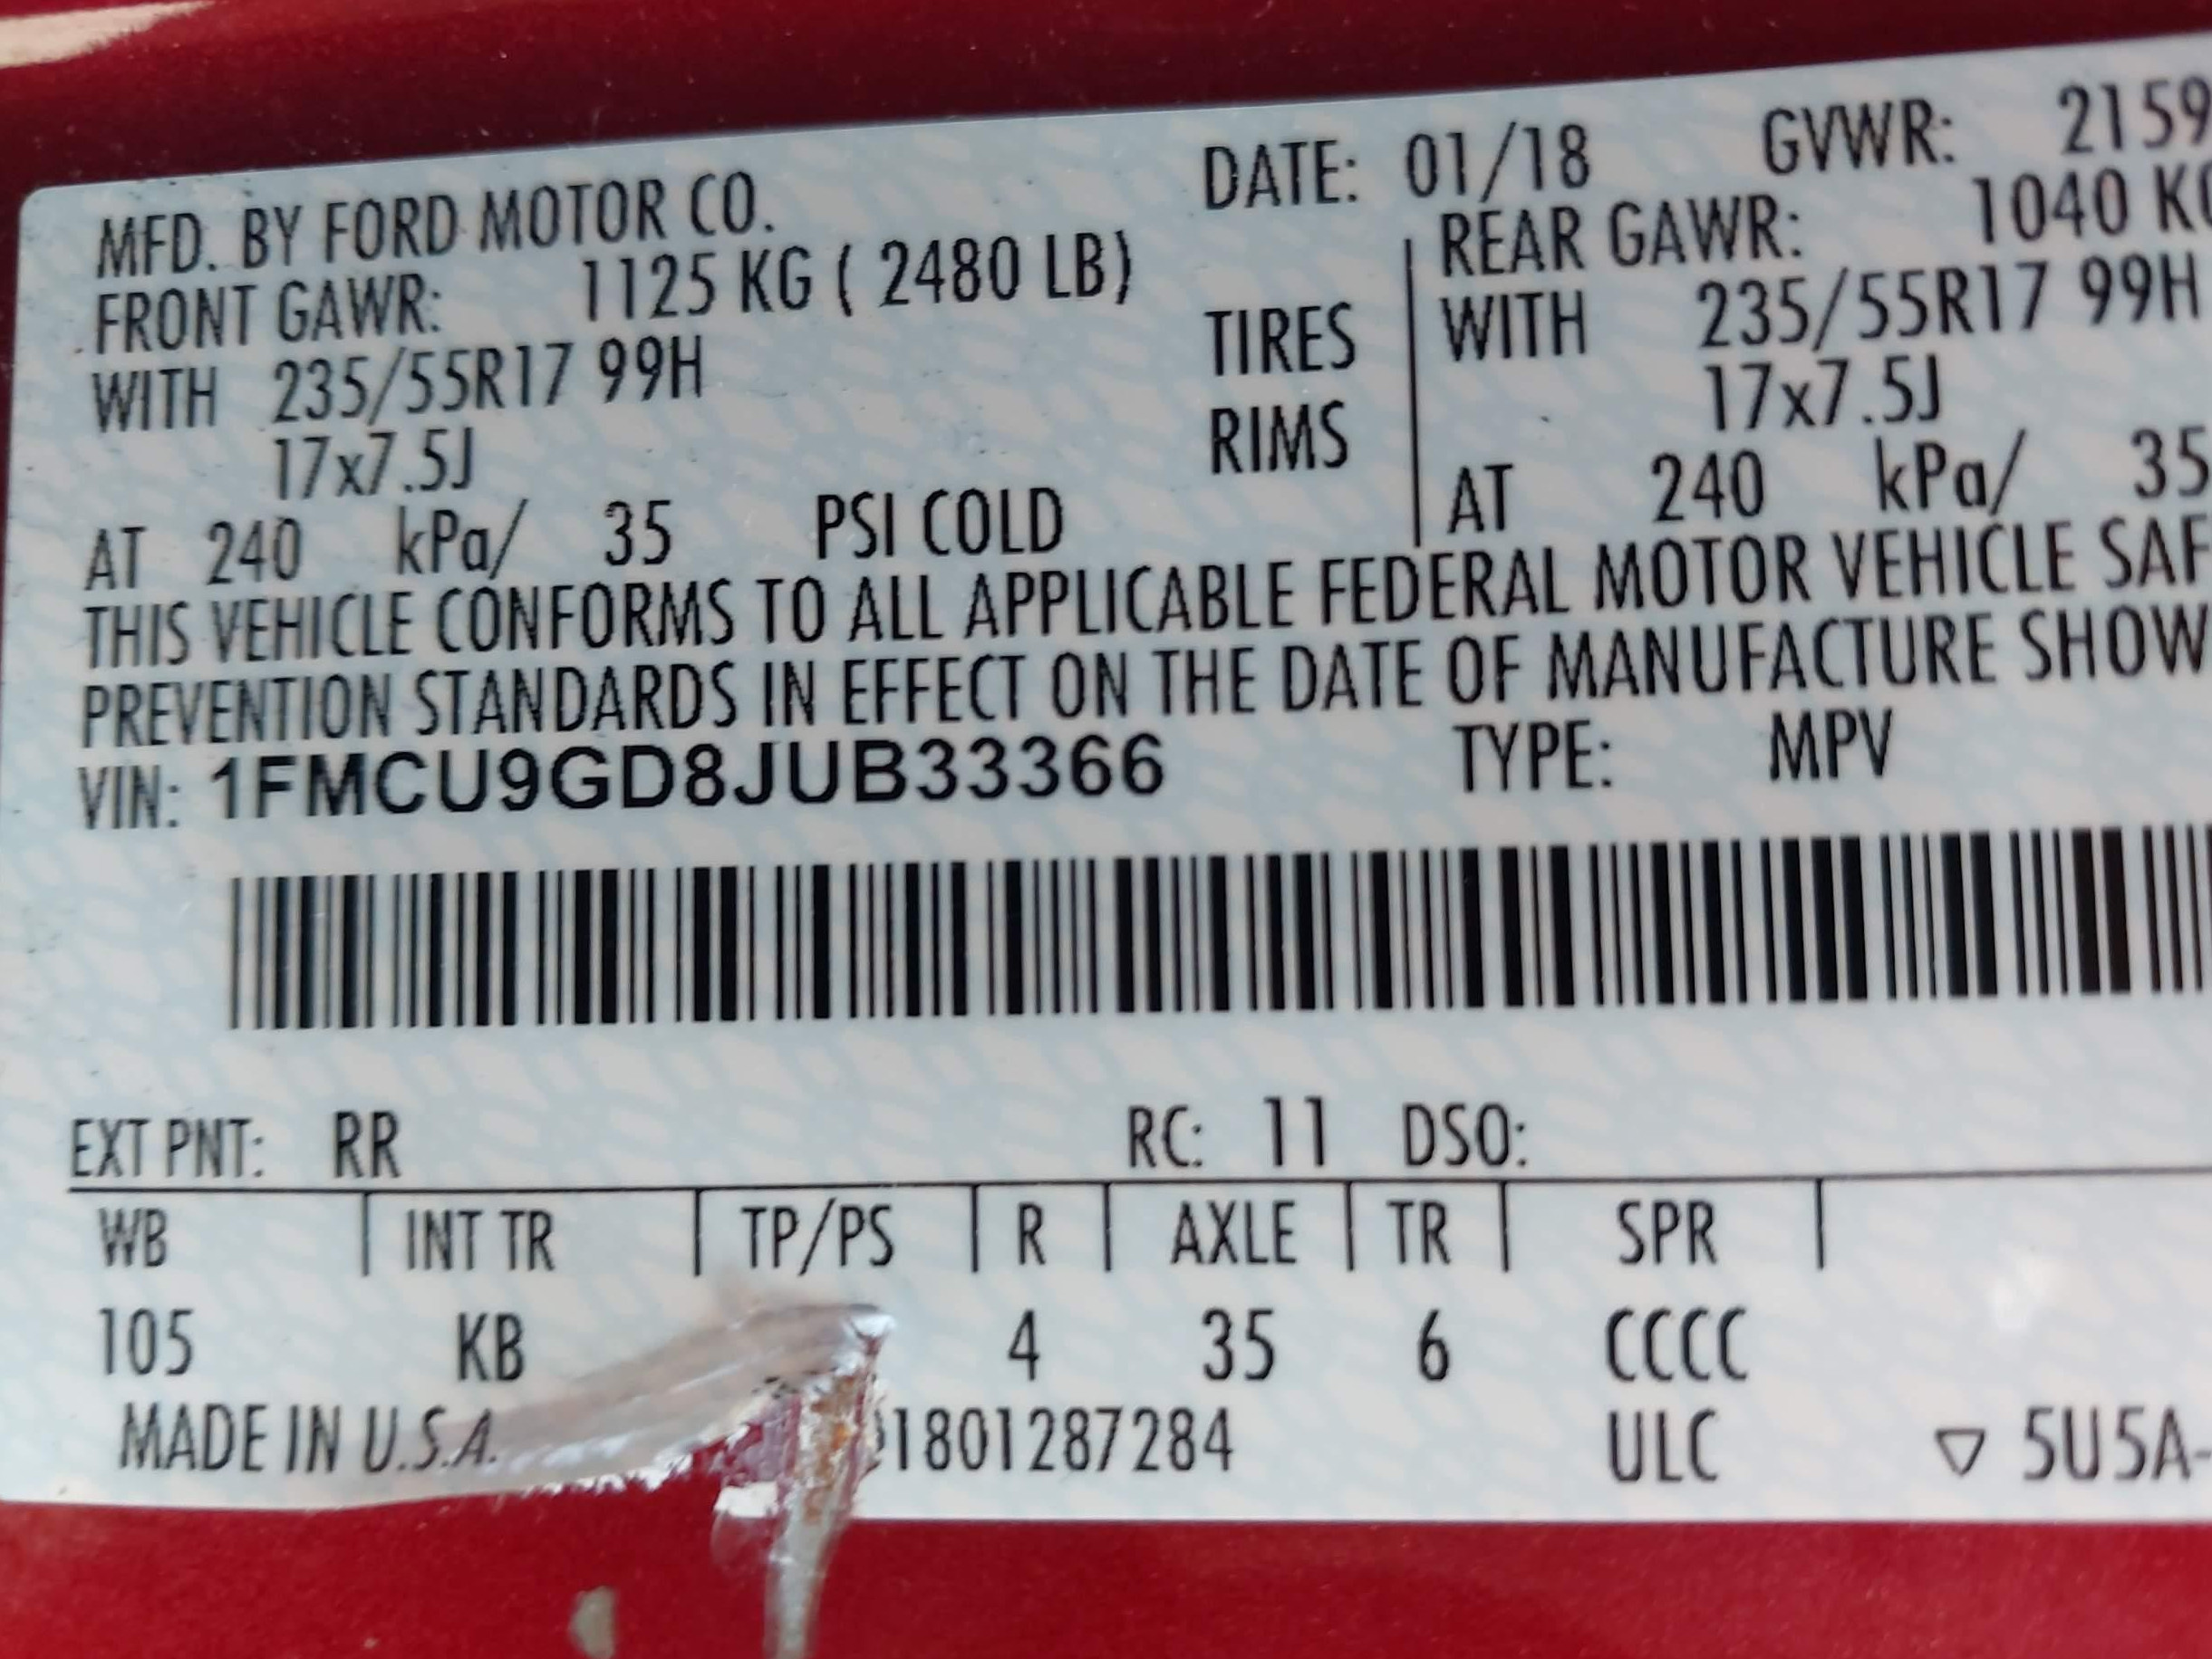 MFD. BY FORD MOTOR CO. DATE: 01/18 GVWR: 2159
FRONT GAWR: 1125 KG ( 2480 LB) REAR GAWR: 1040 KG
WITH 235/55R17 99H TIRES WITH 235/55R17 99H
17x7.5J RIMS 17x7.5J
AT 240 kPa/ 35 PSI COLD AT 240 kPa/ 35
THIS VEHICLE CONFORMS TO ALL APPLICABLE FEDERAL MOTOR VEHICLE SAF
PREVENTION STANDARDS IN EFFECT ON THE DATE OF MANUFACTURE SHOW
VIN: 1FMCU9GD8JUB33366 TYPE: MPV
EXT PNT: RR RC: 11 DSO:
WB INT TR TP/PS R AXLE TR SPR
105 KB 4 35 6 CCCC
MADE IN U.S.A. 1801287284 ULC ▽ 5U5A-